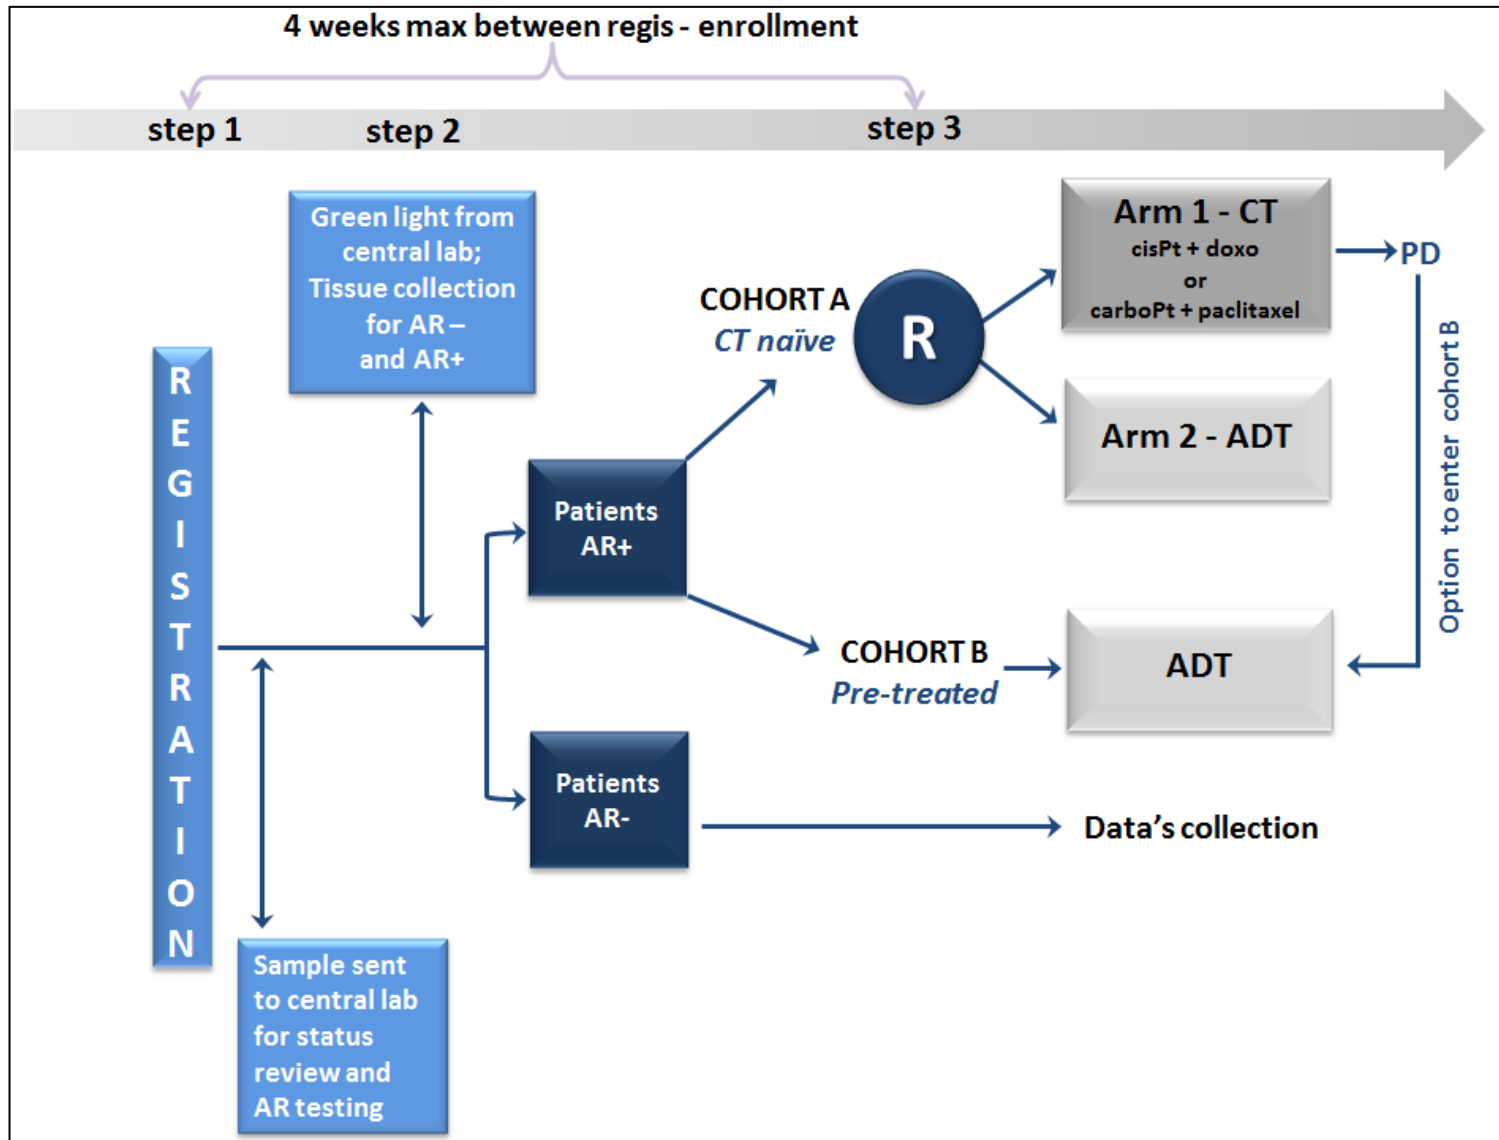 4 weeks max between regis - enrollment
step 1
step 2
step 3
Green light from
central lab;
Tissue collection
for AR –
and AR+
REGISTRATION
Sample sent
to central lab
for status
review and
AR testing
Patients
AR+
Patients
AR-
COHORT A
CT naïve
R
Arm 1 - CT
cisPt + doxo
or
carboPt + paclitaxel
PD
Arm 2 - ADT
Option to enter cohort B
COHORT B
Pre-treated
ADT
Data’s collection